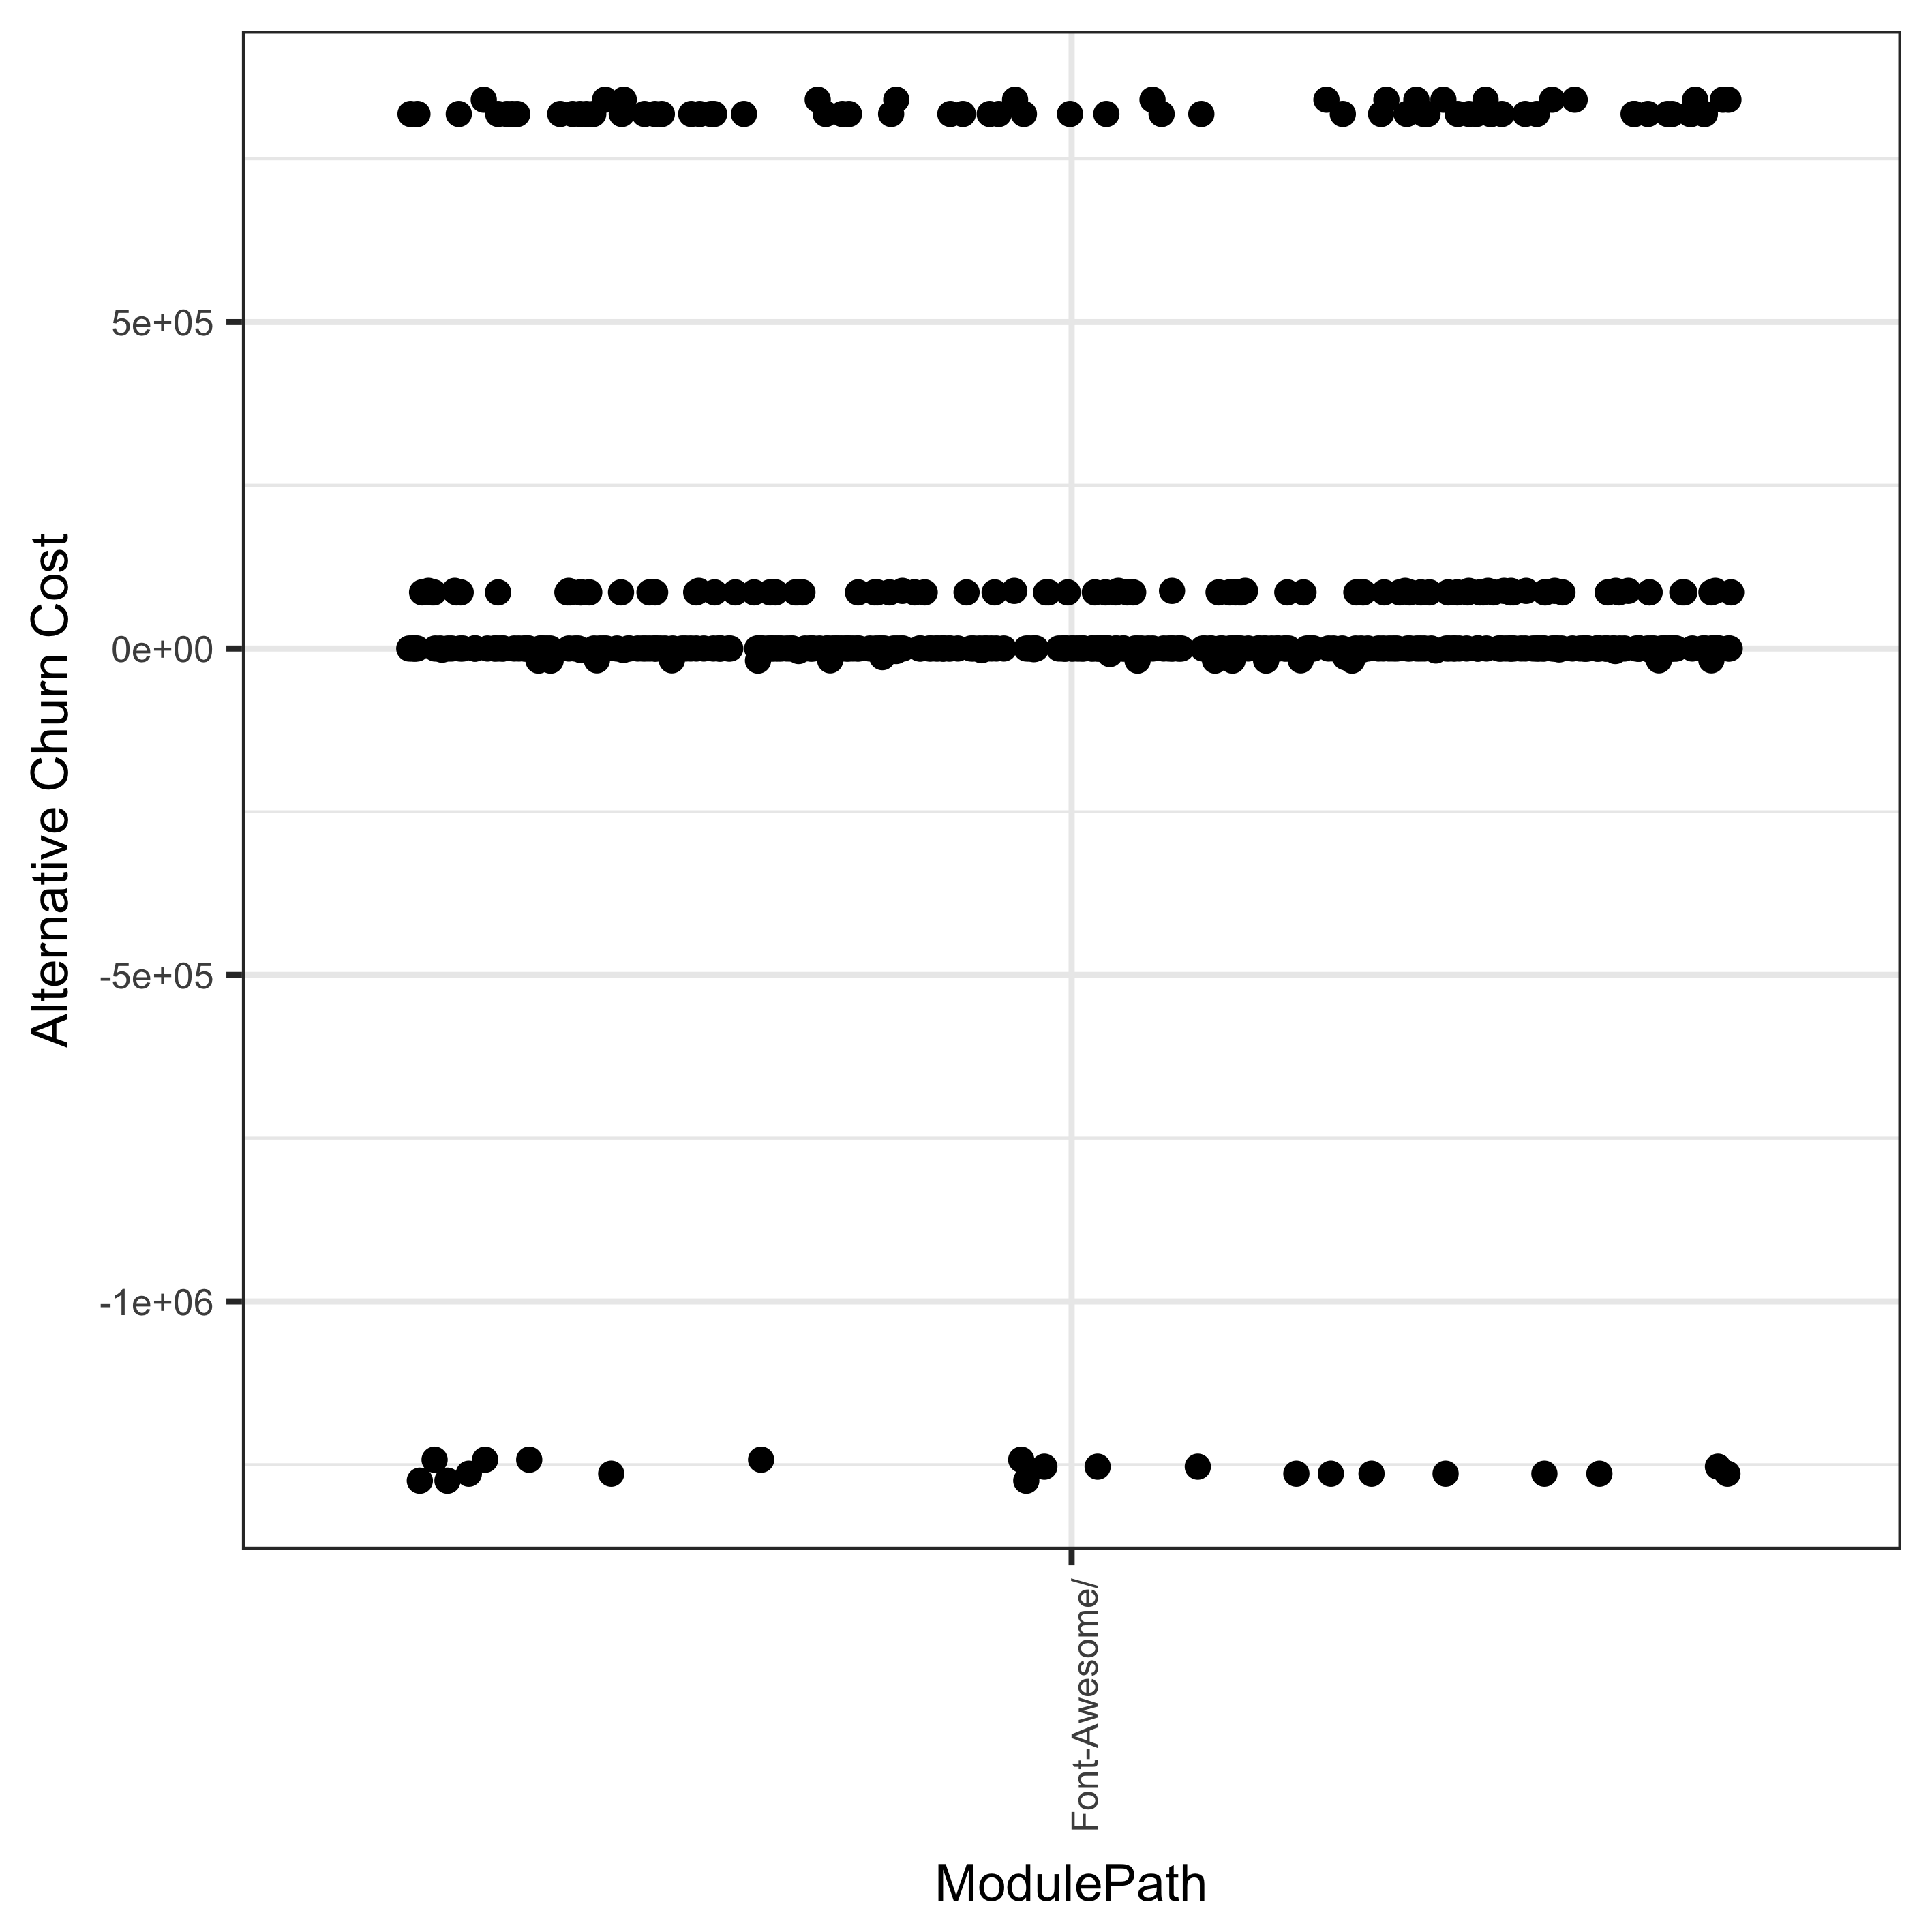 Alternative Churn Cost
5e+05
0e+00
-5e+05
-1e+06
Font-Awesome/
ModulePath